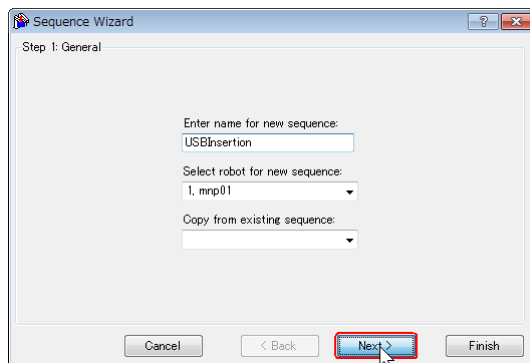 Sequence Wizard
Step 1: General
Enter name for new sequence:
USBInsertion
Select robot for new sequence:
1, mnp01
Copy from existing sequence:
Cancel
< Back
Next >
Finish